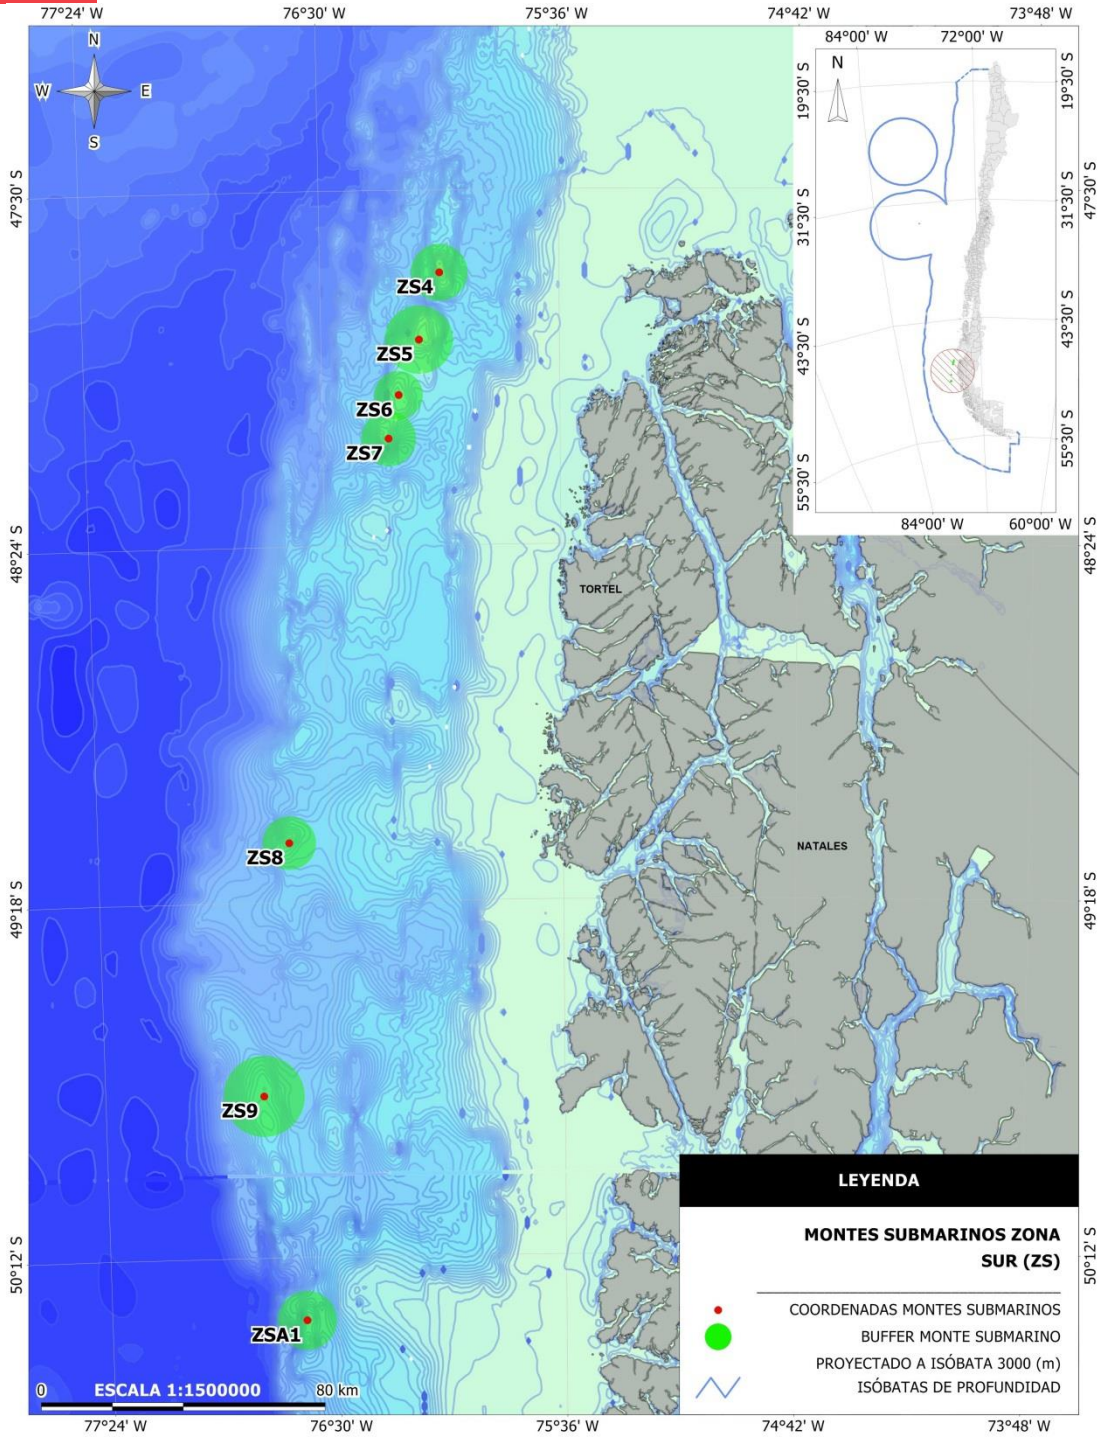 77°24' W 76°30' W 75°36' W 74°42' W 73°48' W
N
W E
S
84°00' W 72°00' W
N
19°30' S 19°30' S
31°30' S 31°30' S
43°30' S 43°30' S
55°30' S 55°30' S
84°00' W 60°00' W
47°30' S 47°30' S
ZS4
ZS5
ZS6
ZS7
48°24' S 48°24' S
TORTEL
NATALES
ZS8
49°18' S 49°18' S
ZS9
50°12' S 50°12' S
ZSA1
LEYENDA
MONTES SUBMARINOS ZONA
SUR (ZS)
COORDENADAS MONTES SUBMARINOS
BUFFER MONTE SUBMARINO
PROYECTADO A ISÓBATA 3000 (m)
ISÓBATAS DE PROFUNDIDAD
0 ESCALA 1:1500000 80 km
77°24' W 76°30' W 75°36' W 74°42' W 73°48' W